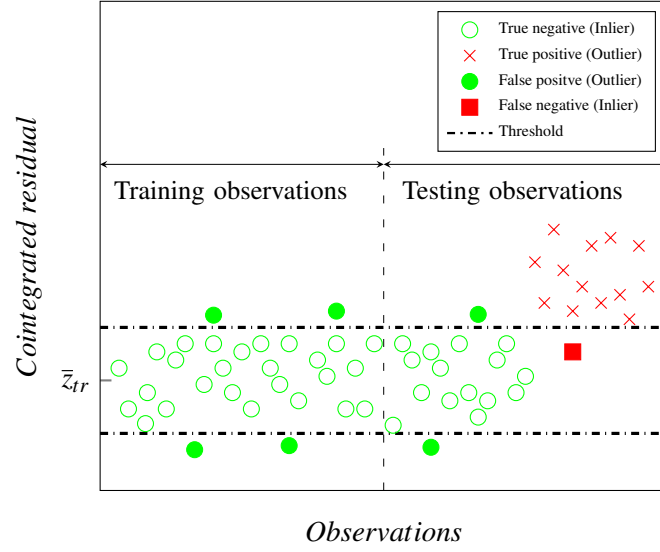 True negative (Inlier)
True positive (Outlier)
False positve (Outlier)
False negative (Inlier)
Threshold
Training observations
Testing observations
Cointegrated residual
z̅tr
Observations